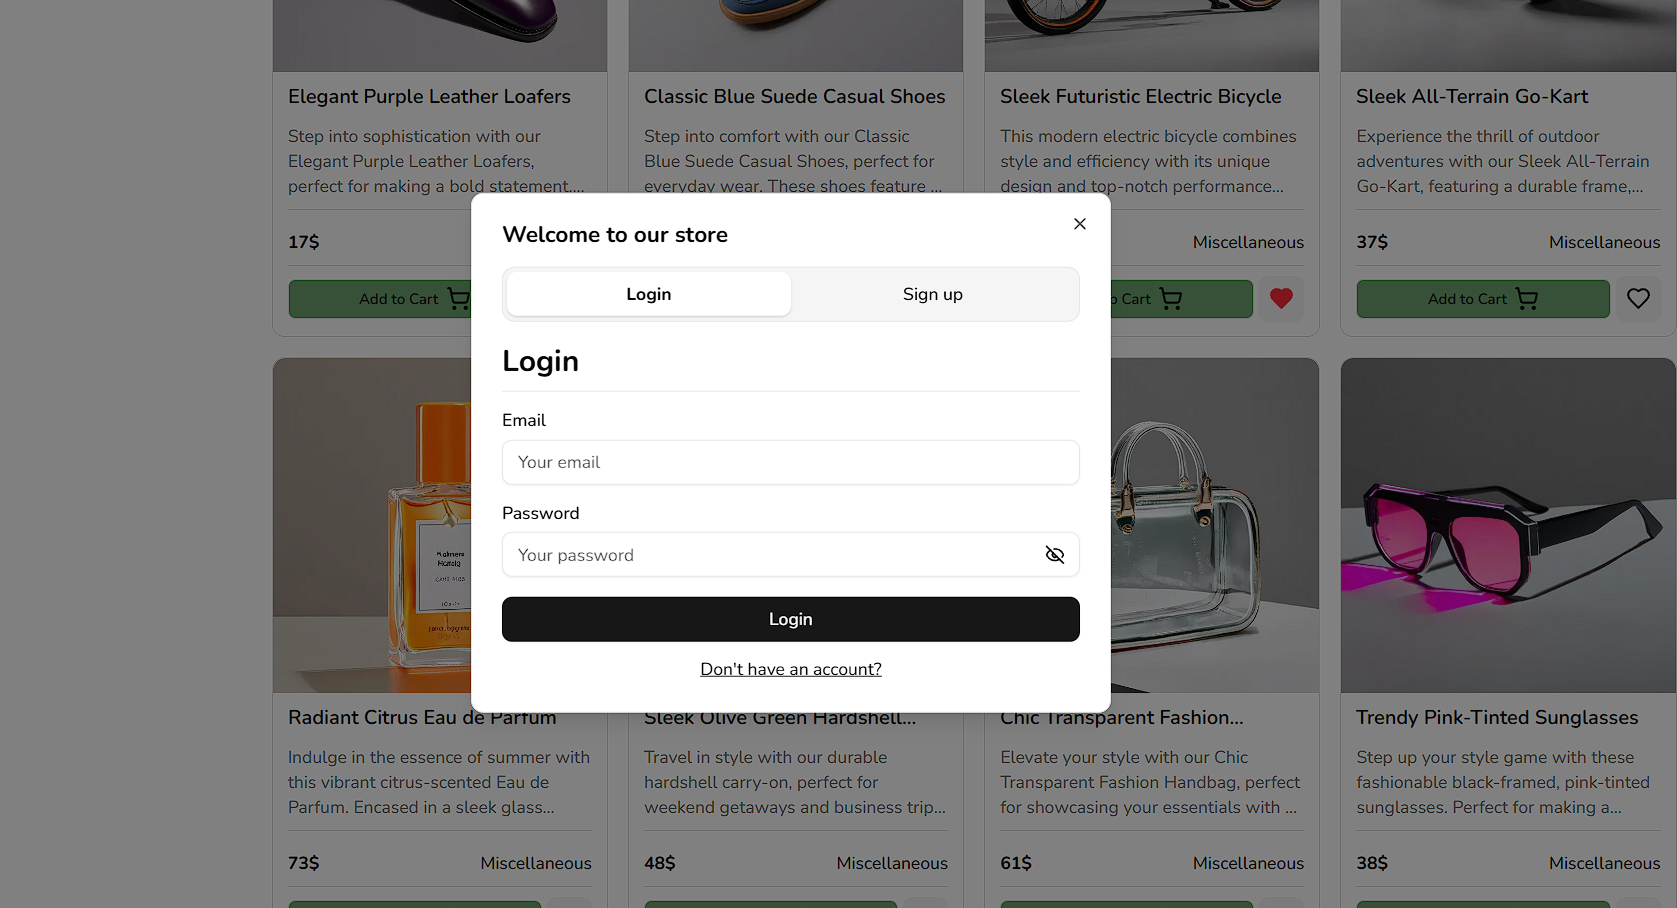 Elegant Purple Leather Loafers
Step into sophistication with our
Elegant Purple Leather Loafers,
perfect for making a bold statement....
17$
Add to Cart
Classic Blue Suede Casual Shoes
Step into comfort with our Classic
Blue Suede Casual Shoes, perfect for
everyday wear. These shoes feature ...
Sleek Futuristic Electric Bicycle
This modern electric bicycle combines
style and efficiency with its unique
design and top-notch performance...
Miscellaneous
Cart
Sleek All-Terrain Go-Kart
Experience the thrill of outdoor
adventures with our Sleek All-Terrain
Go-Kart, featuring a durable frame,...
37$ Miscellaneous
Add to Cart
Welcome to our store
Login Sign up
Login
Email
Your email
Password
Your password
Login
Don't have an account?
Radiant Citrus Eau de Parfum
Indulge in the essence of summer with
this vibrant citrus-scented Eau de
Parfum. Encased in a sleek glass...
73$ Miscellaneous
Sleek Olive Green Hardshell...
Travel in style with our durable
hardshell carry-on, perfect for
weekend getaways and business trip...
48$ Miscellaneous
Chic Transparent Fashion...
Elevate your style with our Chic
Transparent Fashion Handbag, perfect
for showcasing your essentials with ...
61$ Miscellaneous
Trendy Pink-Tinted Sunglasses
Step up your style game with these
fashionable black-framed, pink-tinted
sunglasses. Perfect for making a...
38$ Miscellaneous